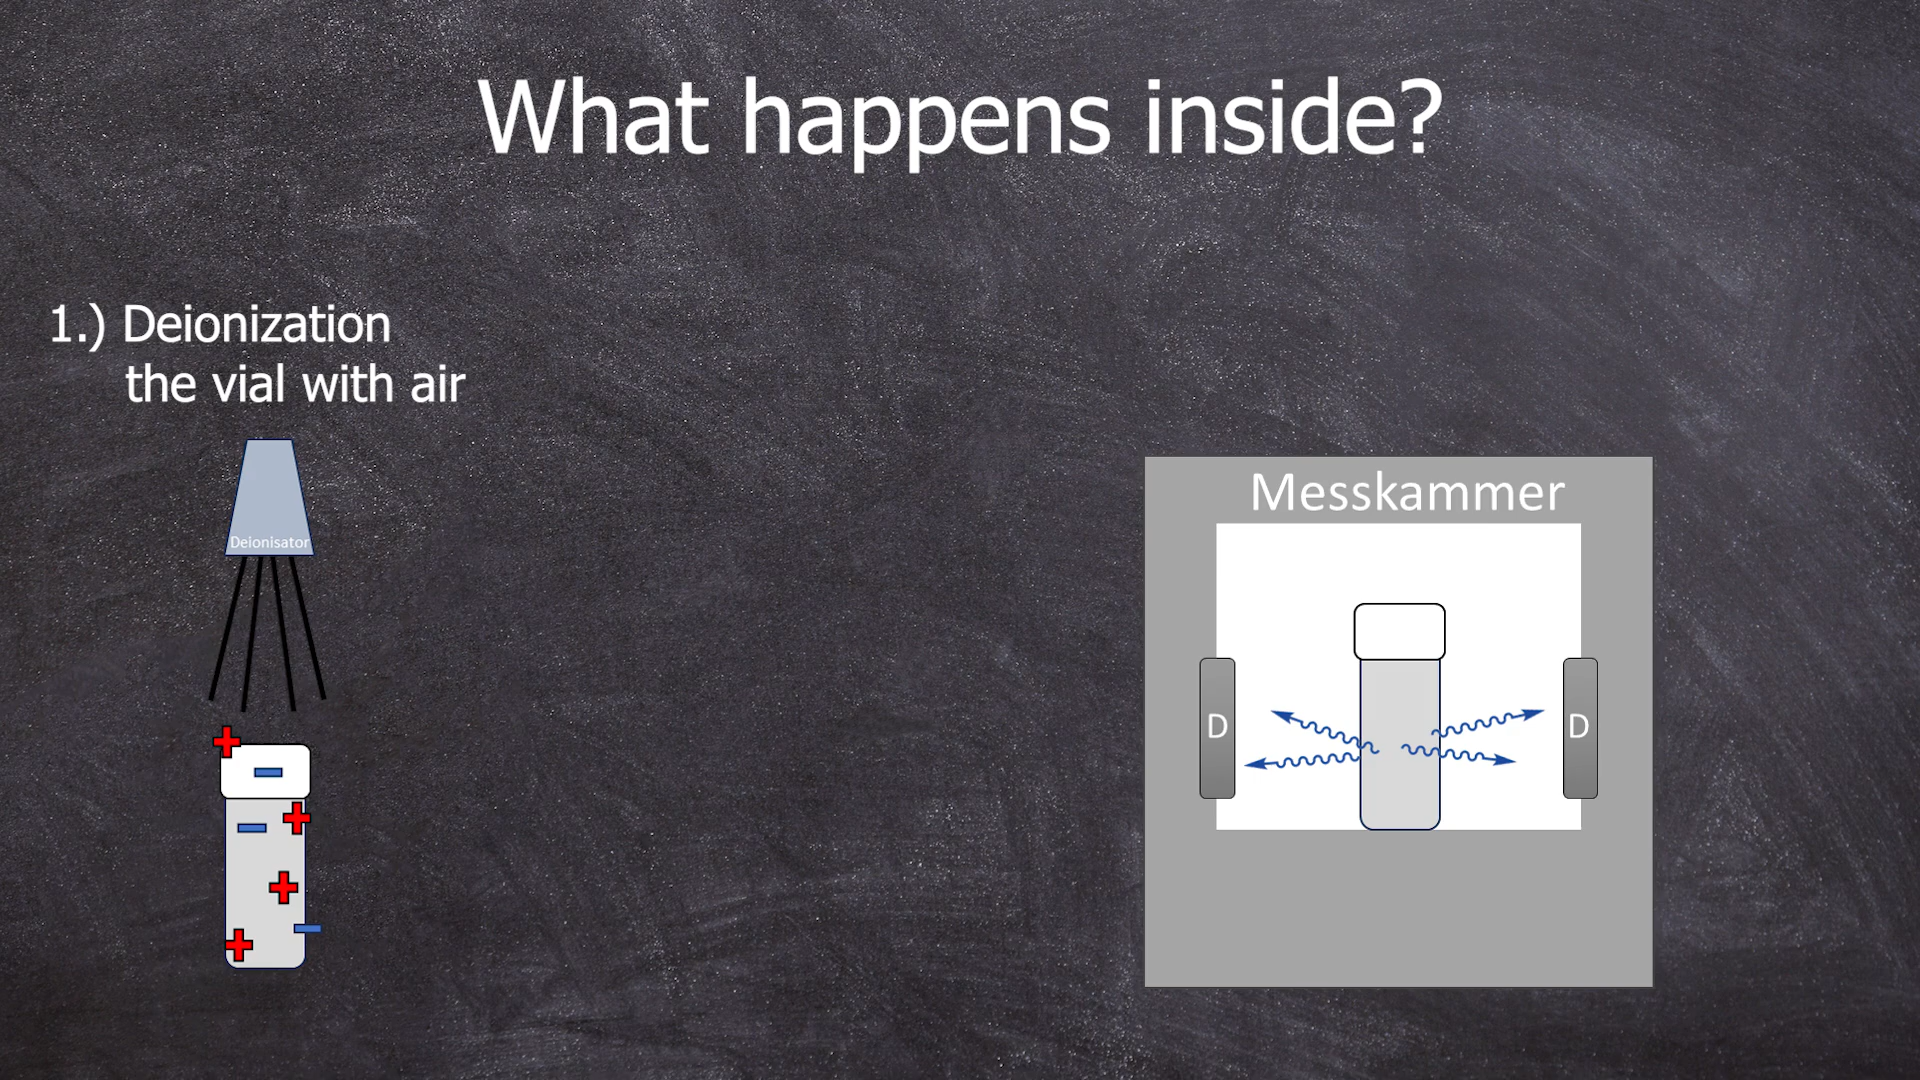 What happens inside?
1.) Deionization
the vial with air
Deionisator
Messkammer
D
D